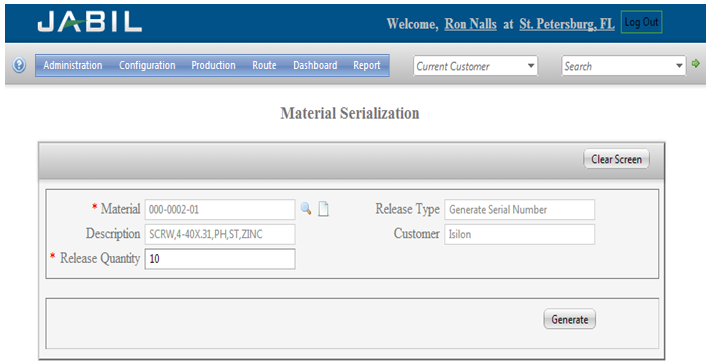 JABIL
Welcome, Ron Nalls at St. Petersburg, FL Log Out
? Administration Configuration Production Route Dashboard Report Current Customer Search
Material Serialization
Clear Screen
* Material 000-0002-01 Release Type Generate Serial Number
Description SCRW,4-40X.31,PH,ST,ZINC Customer Isilon
* Release Quantity 10
Generate